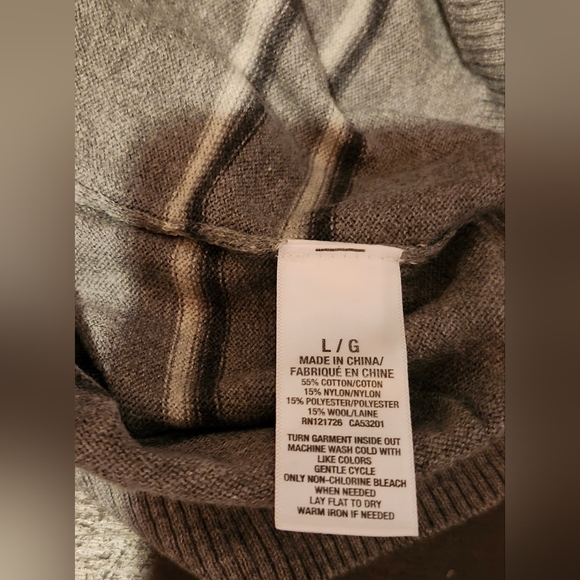 L / G
MADE IN CHINA/
FABRIQUÉ EN CHINE
55% COTTON/COTON
15% NYLON/NYLON
15% POLYESTER/POLYESTER
15% WOOL/LAINE
RN121726 CA53201
TURN GARMENT INSIDE OUT
MACHINE WASH COLD WITH
LIKE COLORS
GENTLE CYCLE
ONLY NON-CHLORINE BLEACH
WHEN NEEDED
LAY FLAT TO DRY
WARM IRON IF NEEDED